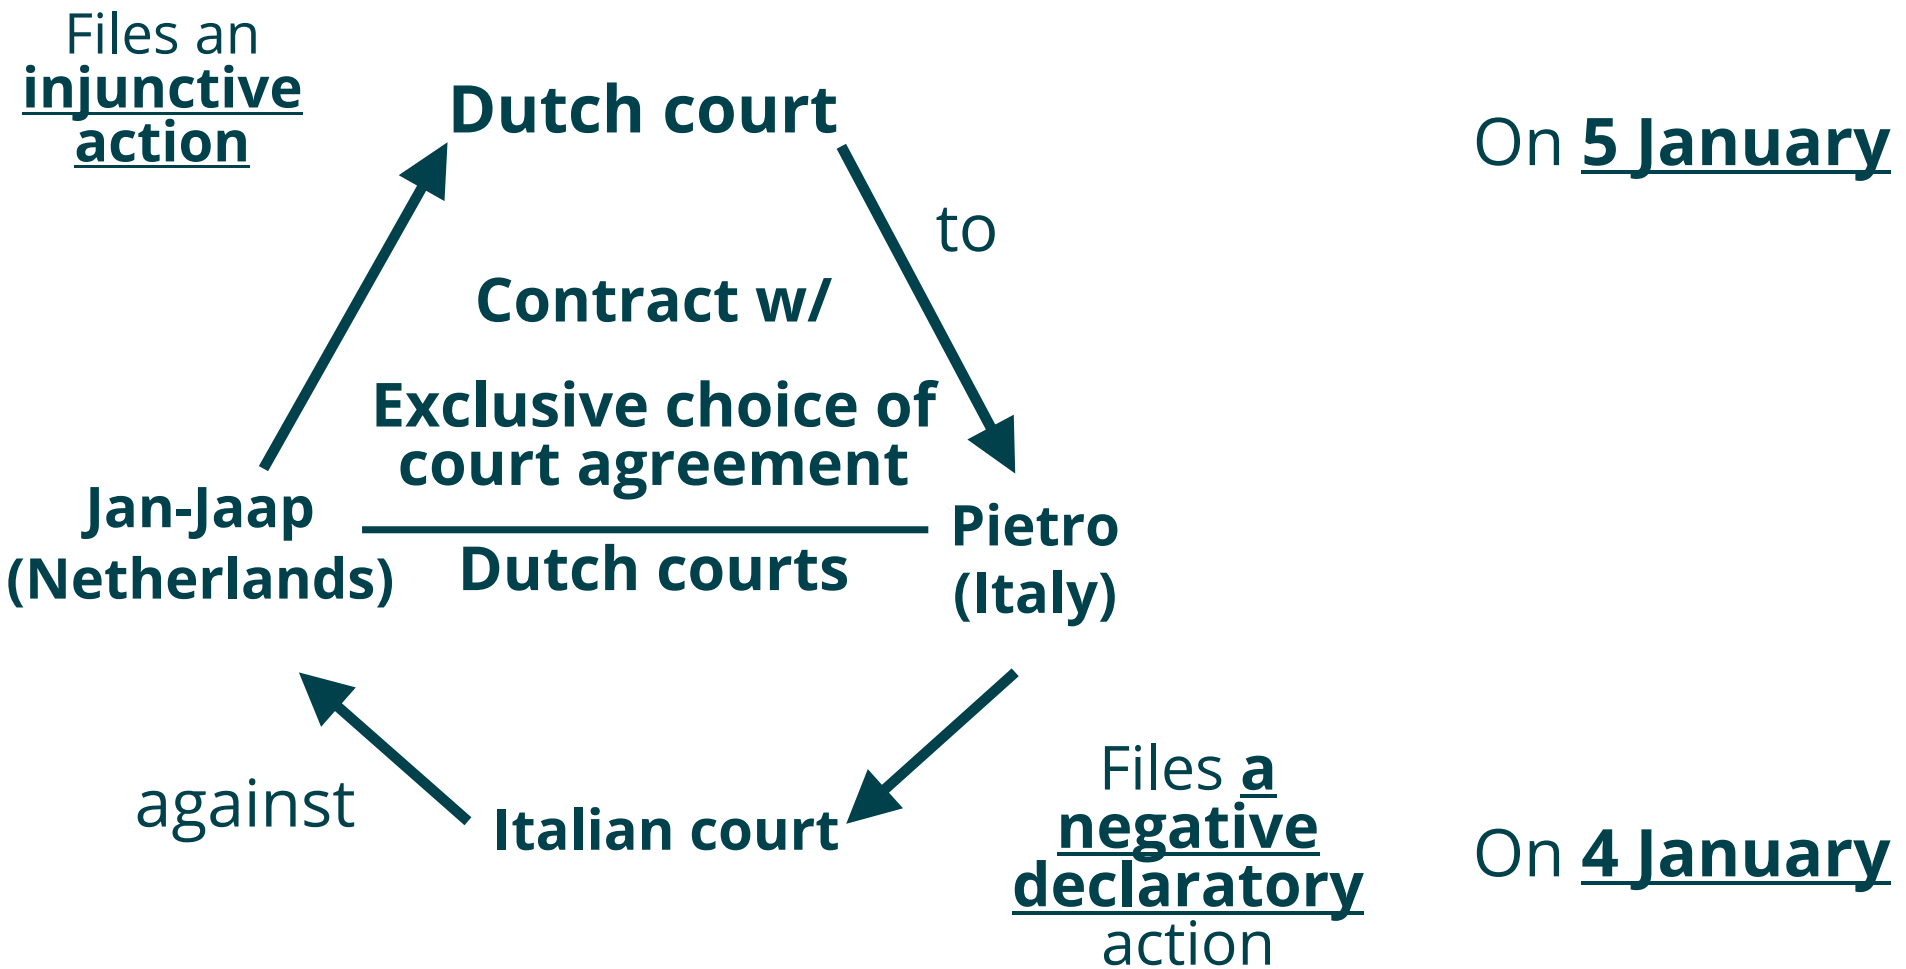 Files an
injunctive
action
Dutch court
On 5 January
to
Contract w/
Exclusive choice of
court agreement
Jan-Jaap
(Netherlands)
Dutch courts
Pietro
(Italy)
against
Italian court
Files a
negative
declaratory
action
On 4 January